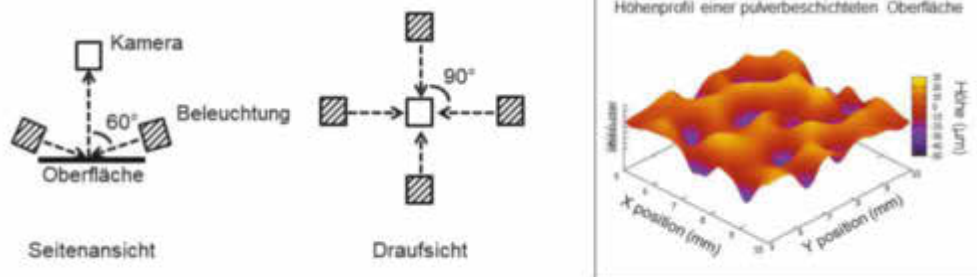 Kamera
60°
Beleuchtung
Oberfläche
Seitenansicht
90°
Draufsicht
Höhenprofil einer pulverbeschichteten Oberfläche
Höhe (µm)
X position (mm)
Y position (mm)